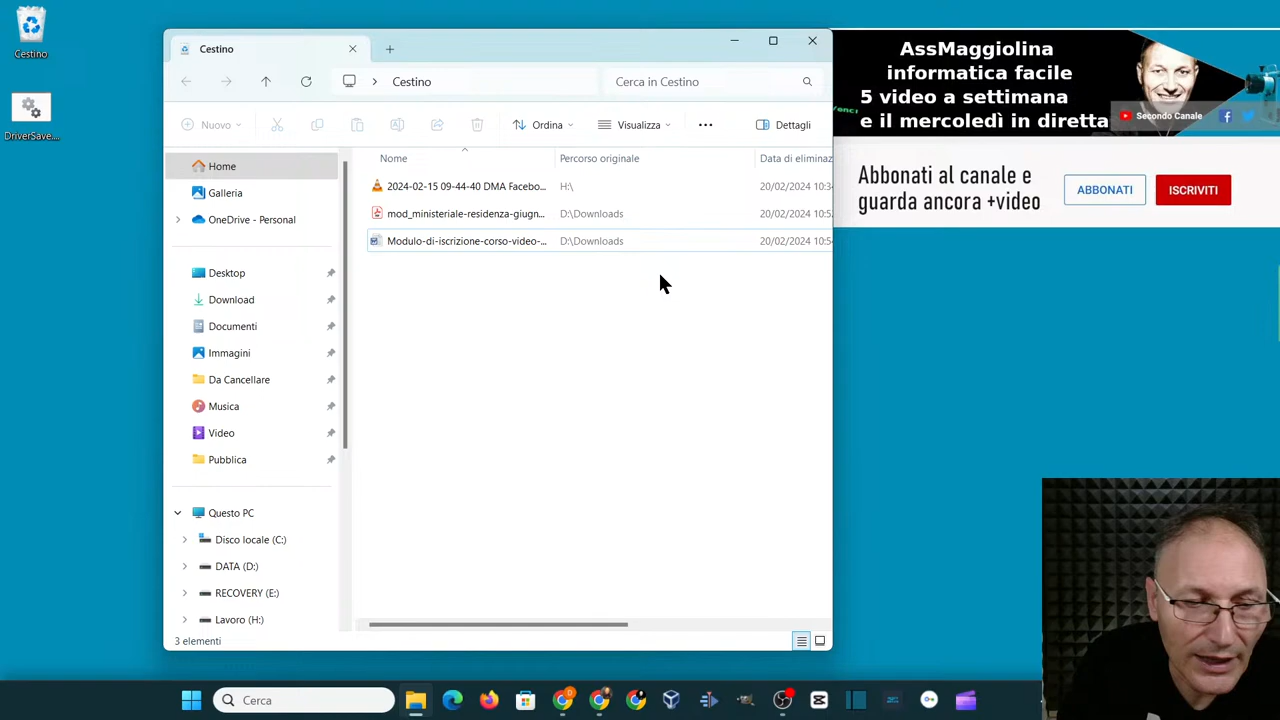 Cestino
DriverSave....
Cestino
Cestino
Cerca in Cestino
Nuovo
Ordina
Visualizza
Dettagli
Nome
Percorso originale
Data di eliminaz
2024-02-15 09-44-40 DMA Facebo...
H:\
20/02/2024 10:3
mod_ministeriale-residenza-giugn...
D:\Downloads
20/02/2024 10:5
Modulo-di-iscrizione-corso-video-...
D:\Downloads
20/02/2024 10:5
Home
Galleria
OneDrive - Personal
Desktop
Download
Documenti
Immagini
Da Cancellare
Musica
Video
Pubblica
Questo PC
Disco locale (C:)
DATA (D:)
RECOVERY (E:)
Lavoro (H:)
3 elementi
AssMaggiolina
informatica facile
5 video a settimana
e il mercoledì in diretta
Secondo Canale
Abbonati al canale e
guarda ancora +video
ABBONATI
ISCRIVITI
Cerca